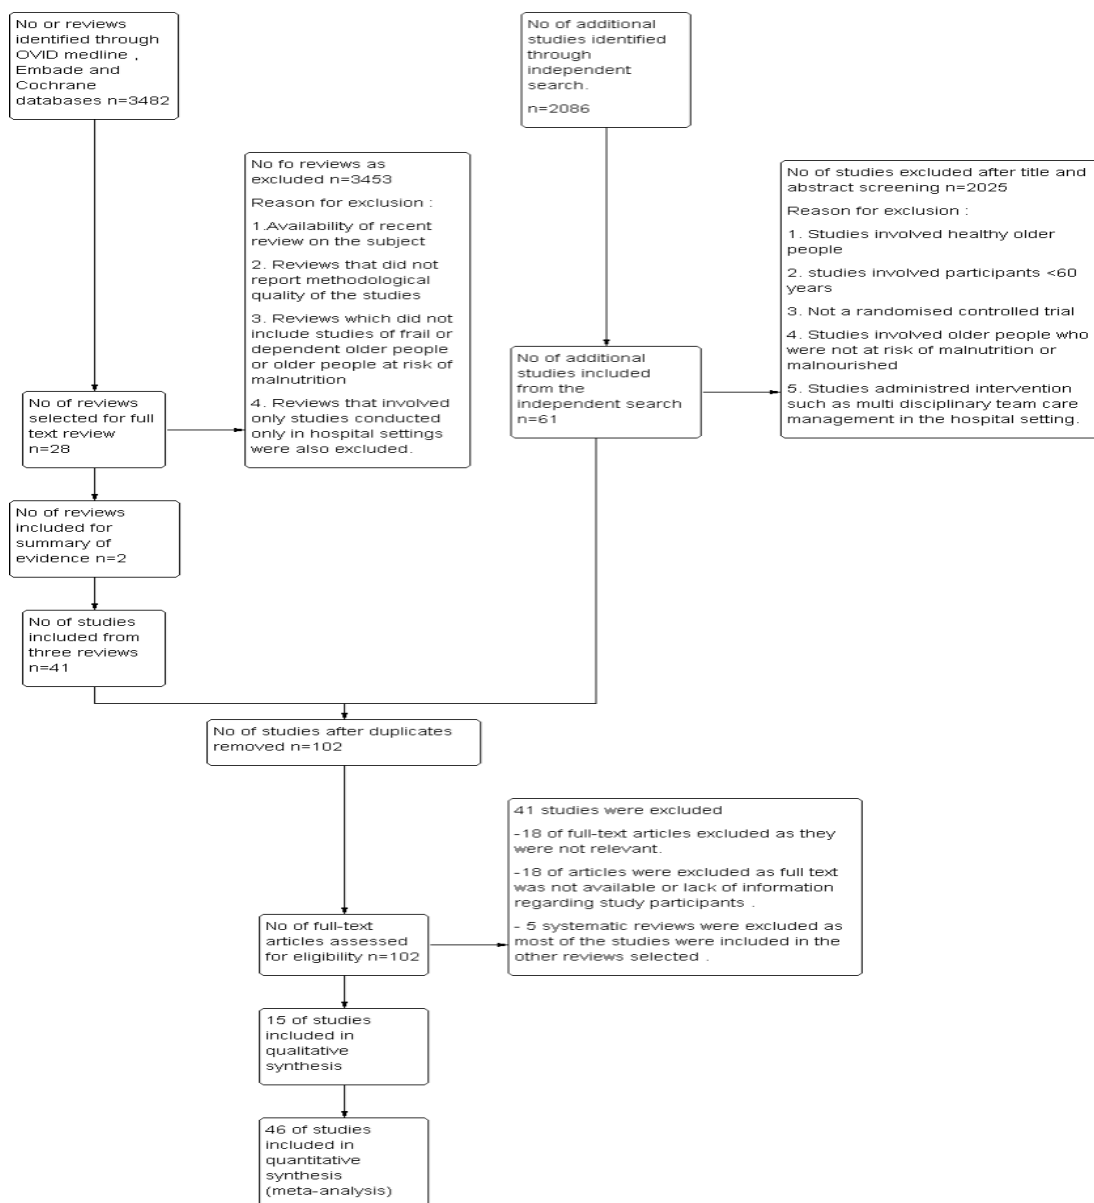 No or reviews
identified through
OVID medline ,
Embade and
Cochrane
databases n=3482
No of additional
studies identified
through
independent
search.
n=2086
No fo reviews as
excluded n=3453
Reason for exclusion :
1.Availability of recent
review on the subject
2. Reviews that did not
report methodological
quality of the studies
3. Reviews which did not
include studies of frail or
dependent older people
or older people at risk of
malnutrition
4. Reviews that involved
only studies conducted
only in hospital settings
were also excluded.
No of studies excluded after title and
abstract screening n=2025
Reason for exclusion :
1. Studies involved healthy older
people
2. studies involved participants <60
years
3. Not a randomised controlled trial
4. Studies involved older people who
were not at risk of malnutrition or
malnourished
5. Studies administred intervention
such as multi disciplinary team care
management in the hospital setting.
No of additional
studies included
from the
independent search
n=61
No of reviews
selected for full
text review
n=28
No of reviews
included for
summary of
evidence n=2
No of studies
included from
three reviews
n=41
No of studies after duplicates
removed n=102
41 studies were excluded
-18 of full-text articles excluded as they
were not relevant.
-18 of articles were excluded as full text
was not available or lack of information
regarding study participants .
- 5 systematic reviews were excluded as
most of the studies were included in the
other reviews selected .
No of full-text
articles assessed
for eligibility n=102
15 of studies
included in
qualitative
synthesis
46 of studies
included in
quantitative
synthesis
(meta-analysis)